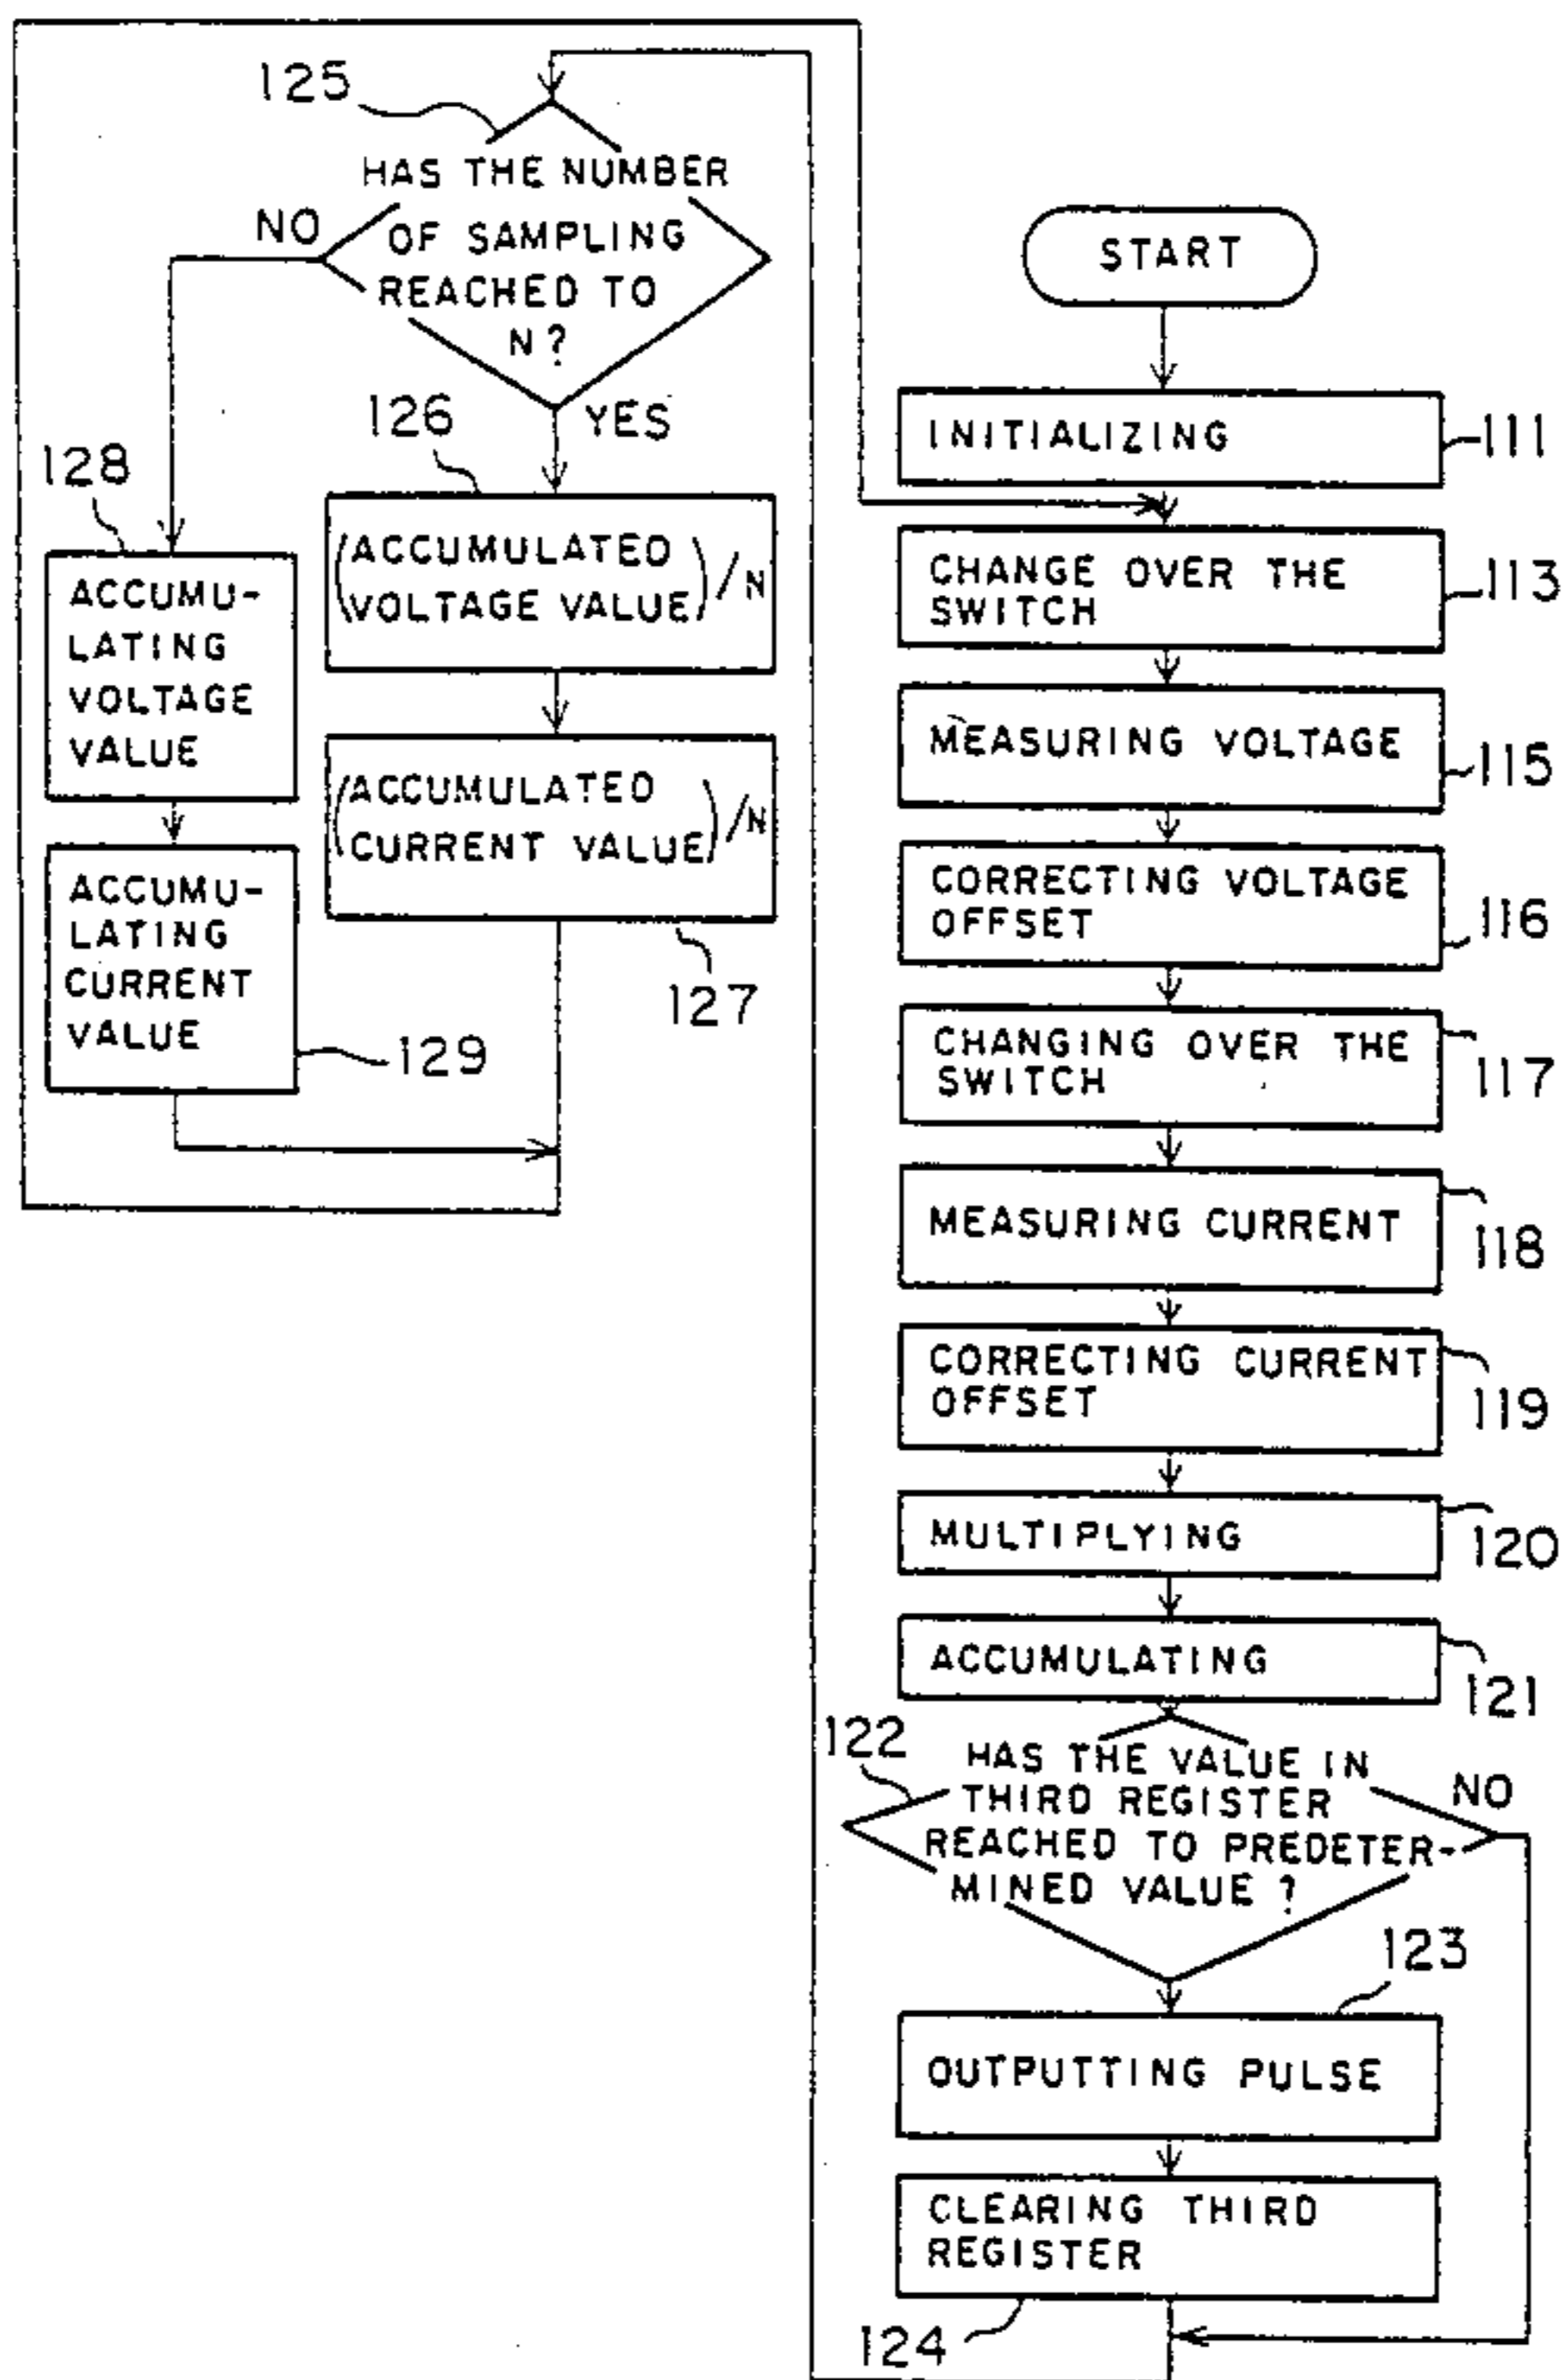 START
INITIALIZING
111
CHANGE OVER THE
SWITCH
113
MEASURING VOLTAGE
115
CORRECTING VOLTAGE
OFFSET
116
CHANGING OVER THE
SWITCH
117
MEASURING CURRENT
118
CORRECTING CURRENT
OFFSET
119
MULTIPLYING
120
ACCUMULATING
121
122
HAS THE VALUE IN
THIRD REGISTER
REACHED TO PREDETER-
MINED VALUE ?
NO
123
OUTPUTTING PULSE
CLEARING THIRD
REGISTER
124
125
HAS THE NUMBER
OF SAMPLING
REACHED TO
N?
NO
YES
126
(ACCUMULATED
VOLTAGE VALUE)/N
(ACCUMULATED
CURRENT VALUE)/N
127
128
ACCUMU-
LATING
VOLTAGE
VALUE
ACCUMU-
LATING
CURRENT
VALUE
129